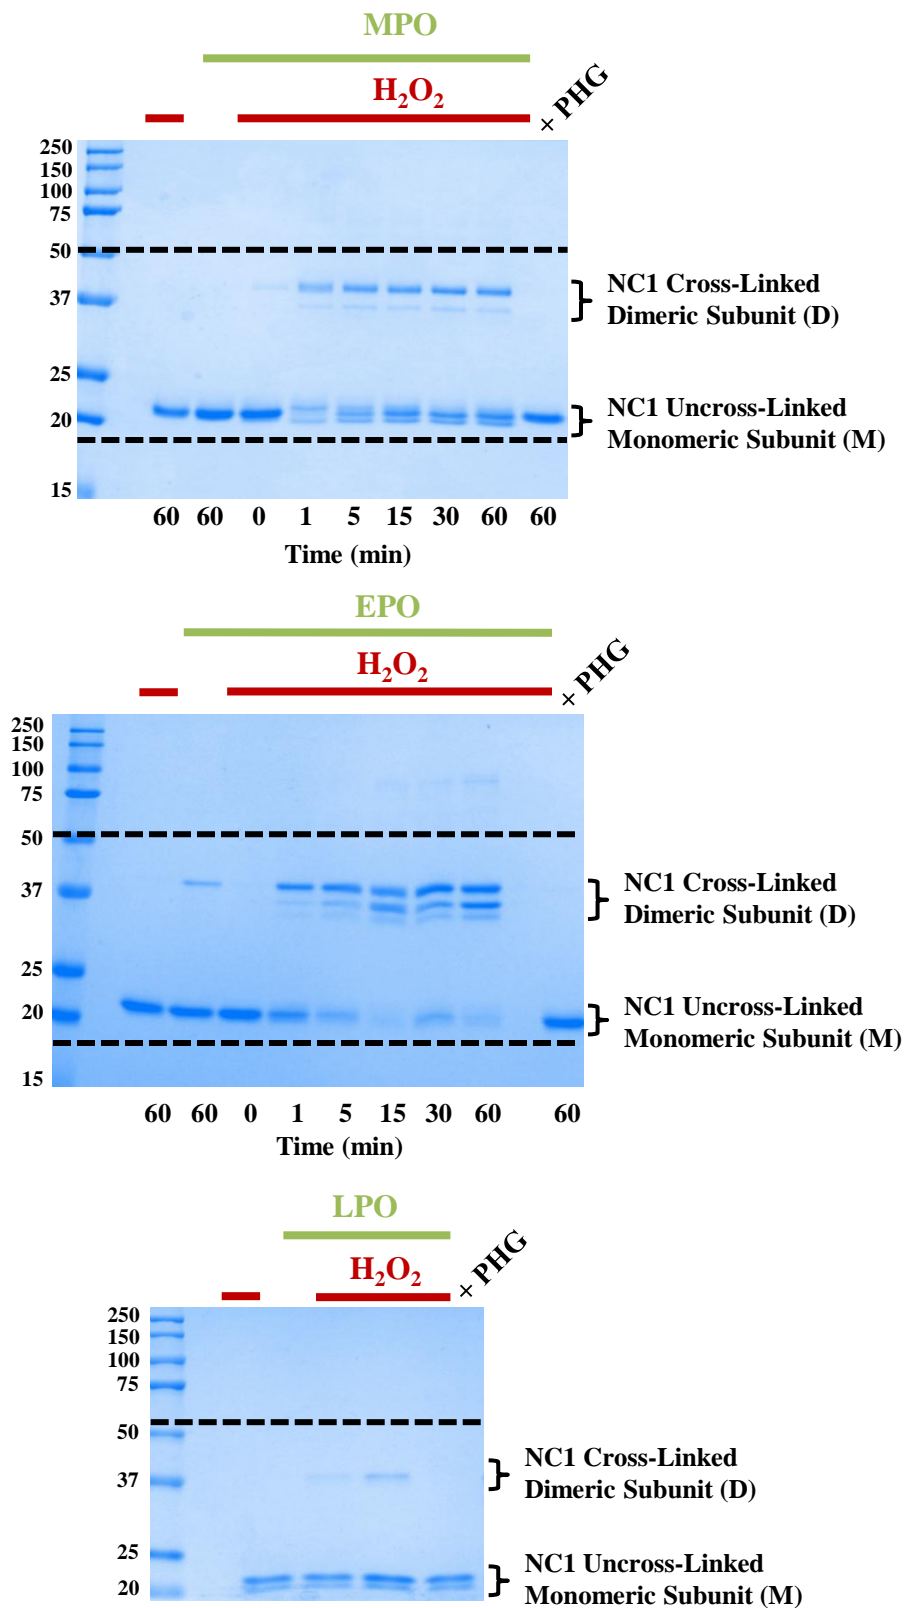 MPO
H₂O₂
+ PHG
250
150
100
75
50
37
25
20
15
NC1 Cross-Linked
Dimeric Subunit (D)
NC1 Uncross-Linked
Monomeric Subunit (M)
60 60 0 1 5 15 30 60 60
Time (min)
EPO
H₂O₂
+ PHG
250
150
100
75
50
37
25
20
15
NC1 Cross-Linked
Dimeric Subunit (D)
NC1 Uncross-Linked
Monomeric Subunit (M)
60 60 0 1 5 15 30 60 60
Time (min)
LPO
H₂O₂
+ PHG
250
150
100
75
50
37
25
20
NC1 Cross-Linked
Dimeric Subunit (D)
NC1 Uncross-Linked
Monomeric Subunit (M)